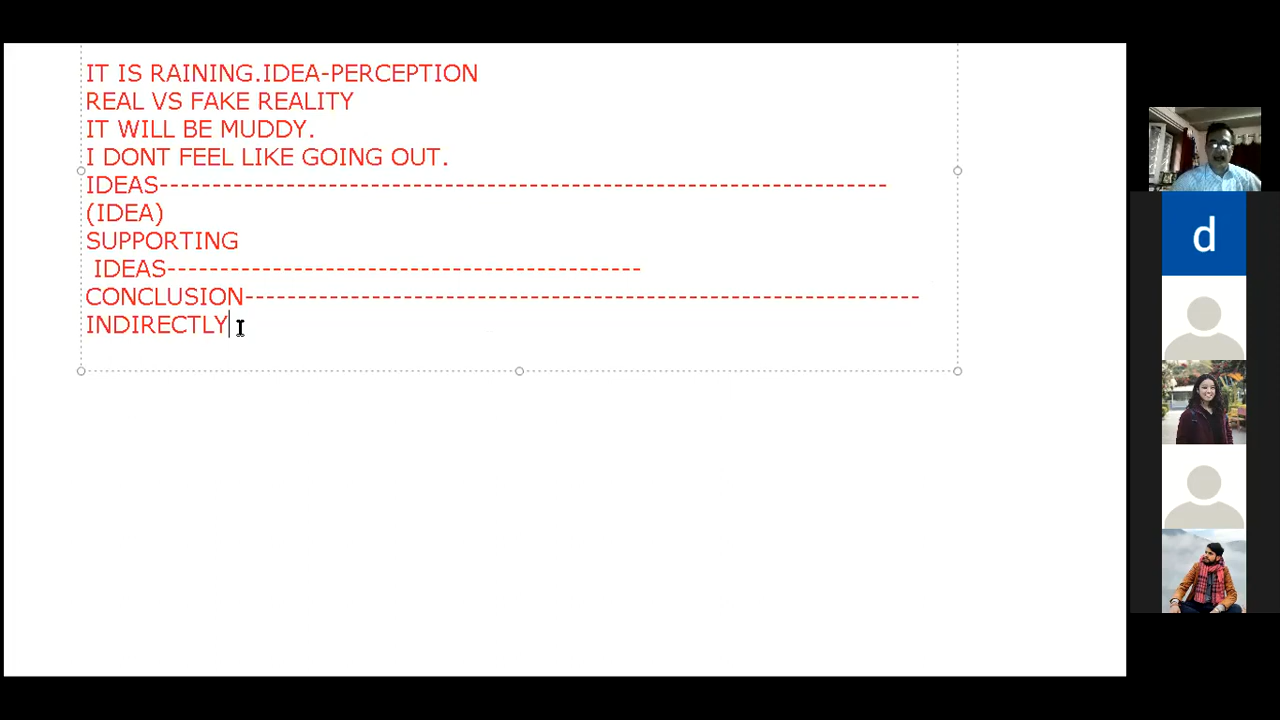 IT IS RAINING.IDEA-PERCEPTION
REAL VS FAKE REALITY
IT WILL BE MUDDY.
I DONT FEEL LIKE GOING OUT.
IDEAS---------------------------------------------------------------------
(IDEA)
SUPPORTING
IDEAS---------------------------------------------
CONCLUSION----------------------------------------------------------------
INDIRECTLY
d